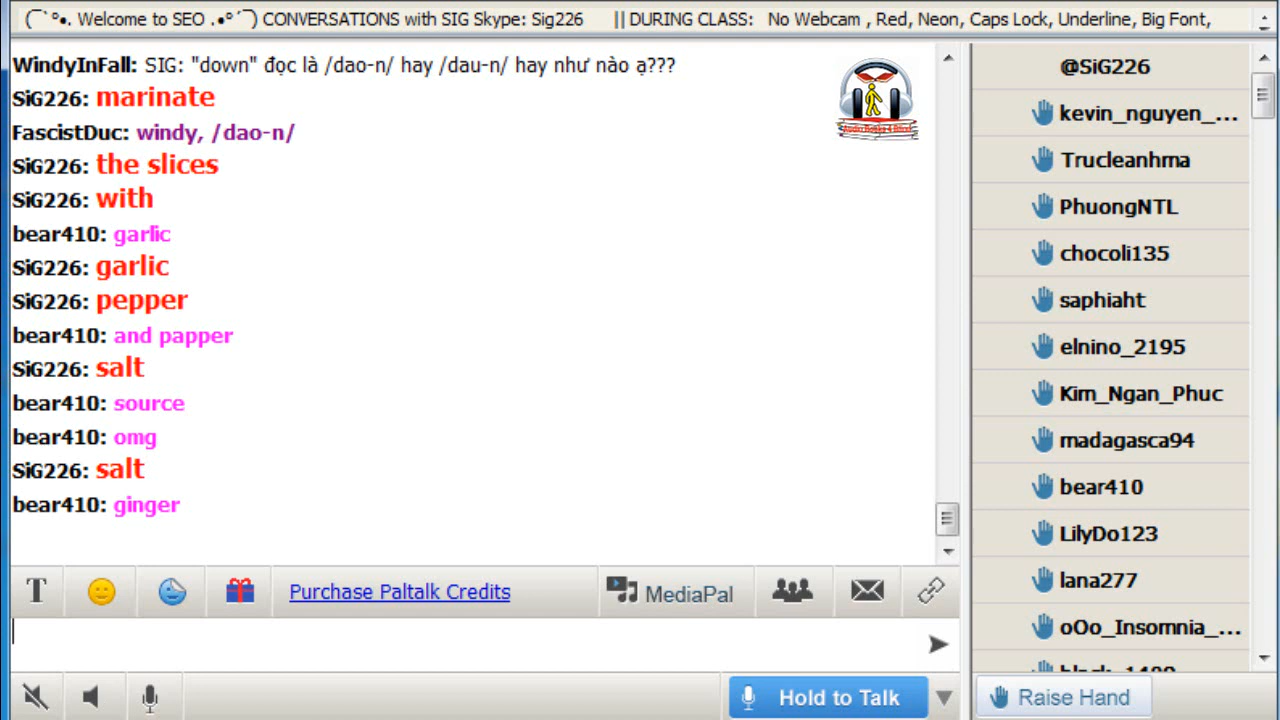 (¯`°•. Welcome to SEO .•°´¯) CONVERSATIONS with SIG Skype: Sig226 || DURING CLASS: No Webcam , Red, Neon, Caps Lock, Underline, Big Font,
WindyInFall: SIG: "down" đọc là /dao-n/ hay /dau-n/ hay như nào ạ???
SiG226: marinate
FascistDuc: windy, /dao-n/
SiG226: the slices
SiG226: with
bear410: garlic
SiG226: garlic
SiG226: pepper
bear410: and papper
SiG226: salt
bear410: source
bear410: omg
SiG226: salt
bear410: ginger
T
Purchase Paltalk Credits
MediaPal
Hold to Talk
@SiG226
kevin_nguyen_...
Trucleanhma
PhuongNTL
chocoli135
saphiaht
elnino_2195
Kim_Ngan_Phuc
madagasca94
bear410
LilyDo123
lana277
oOo_Insomnia_...
Raise Hand